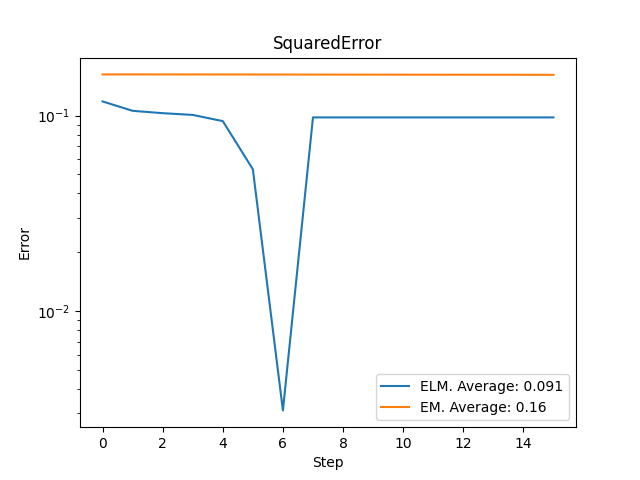 SquaredError
Error
10⁻¹
10⁻²
0 2 4 6 8 10 12 14
Step
ELM. Average: 0.091
EM. Average: 0.16